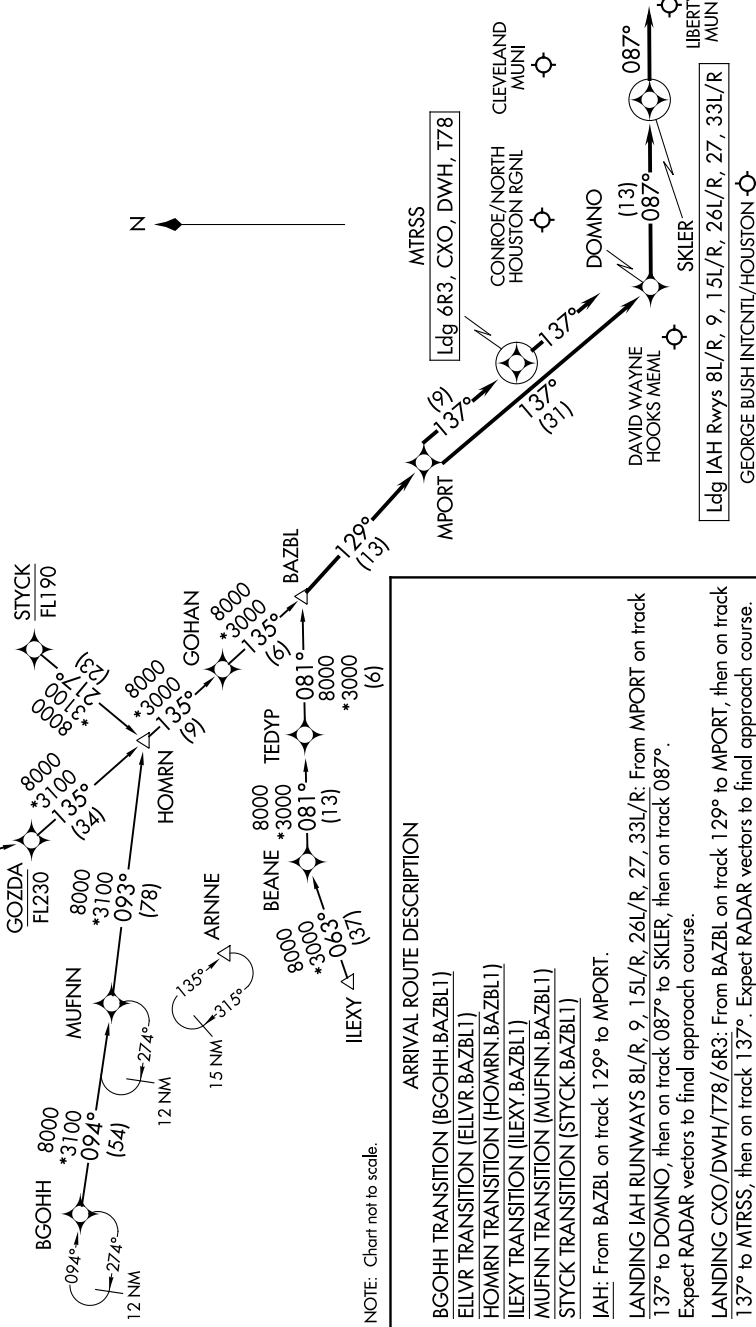 N
STYCK
FL190
8000
*3100
217°
(23)
GOZDA
FL230
8000
*3100
135°
(34)
HOMRN
8000
*3000
135°
(9)
GOHAN
8000
*3000
135°
(6)
BAZBL
BGOHH
8000
*3100
094°
(54)
094°
274°
12 NM
MUFNN
8000
*3100
093°
(78)
274°
12 NM
ARNNE
135°
315°
15 NM
ILEXY
8000
*3000
063°
(37)
BEANE
8000
*3000
081°
(13)
TEDYP
081°
8000
*3000
(6)
129°
(13)
MPORT
(9)
137°
MTRSS
Ldg 6R3, CXO, DWH, T78
137°
137°
(31)
CONROE/NORTH
HOUSTON RGNL
CLEVELAND
MUNI
DOMNO
(13)
087°
SKLER
087°
LIBERTY
MUNI
DAVID WAYNE
HOOKS MEML
Ldg IAH Rwys 8L/R, 9, 15L/R, 26L/R, 27, 33L/R
GEORGE BUSH INTCNTL/HOUSTON
NOTE: Chart not to scale.
ARRIVAL ROUTE DESCRIPTION
BGOHH TRANSITION (BGOHH.BAZBL1)
ELLVR TRANSITION (ELLVR.BAZBL1)
HOMRN TRANSITION (HOMRN.BAZBL1)
ILEXY TRANSITION (ILEXY.BAZBL1)
MUFNN TRANSITION (MUFNN.BAZBL1)
STYCK TRANSITION (STYCK.BAZBL1)
IAH: From BAZBL on track 129° to MPORT.
LANDING IAH RUNWAYS 8L/R, 9, 15L/R, 26L/R, 27, 33L/R: From MPORT on track
137° to DOMNO, then on track 087° to SKLER, then on track 087°.
Expect RADAR vectors to final approach course.
LANDING CXO/DWH/T78/6R3: From BAZBL on track 129° to MPORT, then on track
137° to MTRSS, then on track 137°. Expect RADAR vectors to final approach course.